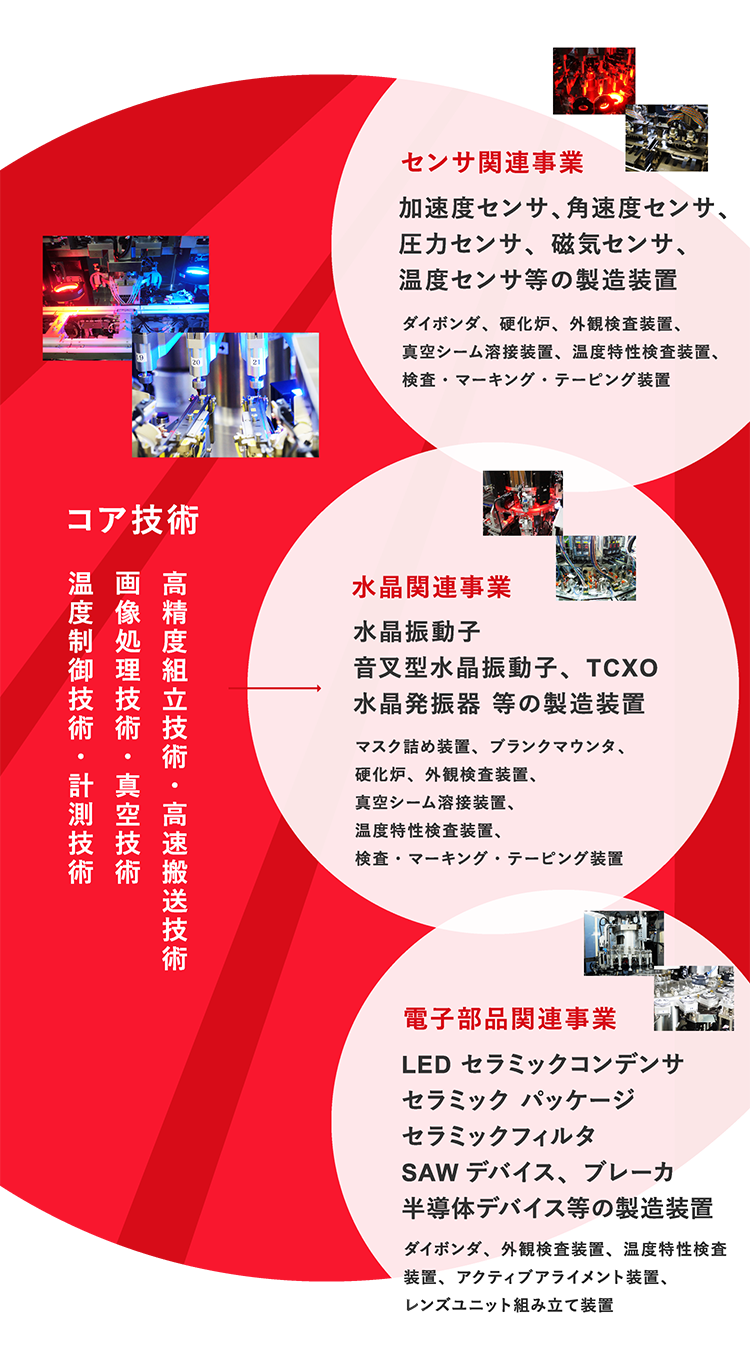 センサ関連事業
加速度センサ、角速度センサ、
圧力センサ、磁気センサ、
温度センサ等の製造装置
ダイボンダ、硬化炉、外観検査装置、
真空シーム溶接装置、温度特性検査装置、
検査・マーキング・テーピング装置
19
20
21
コア技術
高精度組立技術・高速搬送技術
画像処理技術・真空技術
温度制御技術・計測技術
水晶関連事業
水晶振動子
音叉型水晶振動子、TCXO
水晶発振器 等の製造装置
マスク詰め装置、ブランクマウンタ、
硬化炉、外観検査装置、
真空シーム溶接装置、
温度特性検査装置、
検査・マーキング・テーピング装置
電子部品関連事業
LED セラミックコンデンサ
セラミック パッケージ
セラミックフィルタ
SAW デバイス、ブレーカ
半導体デバイス等の製造装置
ダイボンダ、外観検査装置、温度特性検査
装置、アクティブアライメント装置、
レンズユニット組み立て装置